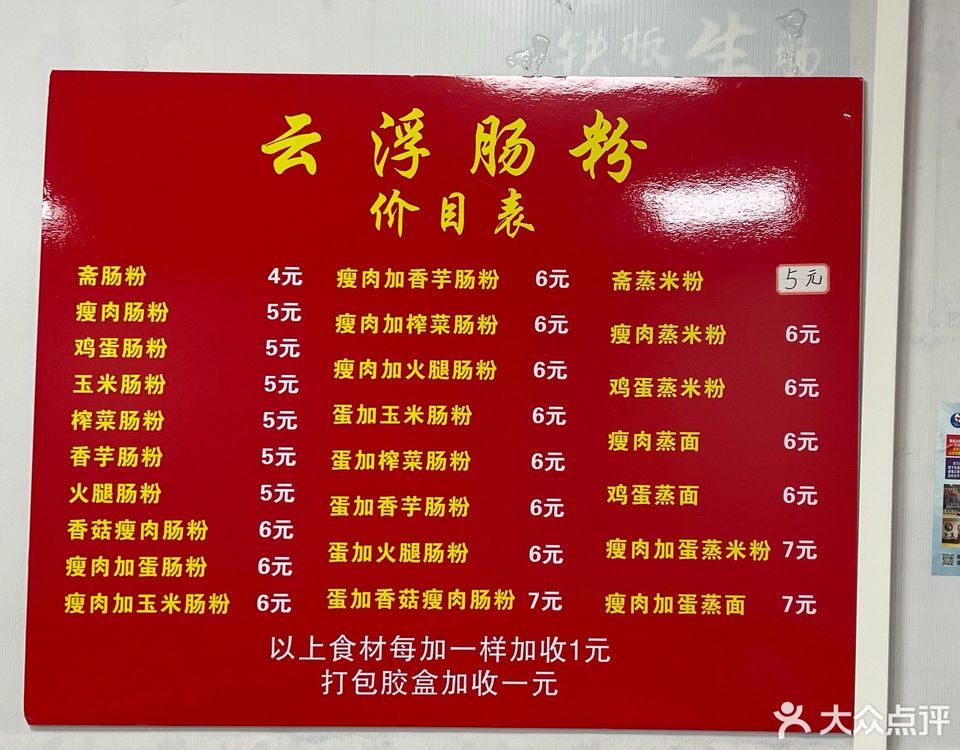 铁板生
云浮肠粉
价目表
斋肠粉 4元
瘦肉肠粉 5元
鸡蛋肠粉 5元
玉米肠粉 5元
榨菜肠粉 5元
香芋肠粉 5元
火腿肠粉 5元
香菇瘦肉肠粉 6元
瘦肉加蛋肠粉 6元
瘦肉加玉米肠粉 6元
瘦肉加香芋肠粉 6元
瘦肉加榨菜肠粉 6元
瘦肉加火腿肠粉 6元
蛋加玉米肠粉 6元
蛋加榨菜肠粉 6元
蛋加香芋肠粉 6元
蛋加火腿肠粉 6元
蛋加香菇瘦肉肠粉 7元
斋蒸米粉 5元
瘦肉蒸米粉 6元
鸡蛋蒸米粉 6元
瘦肉蒸面 6元
鸡蛋蒸面 6元
瘦肉加蛋蒸米粉 7元
瘦肉加蛋蒸面 7元
以上食材每加一样加收1元
打包胶盒加收一元
大众点评